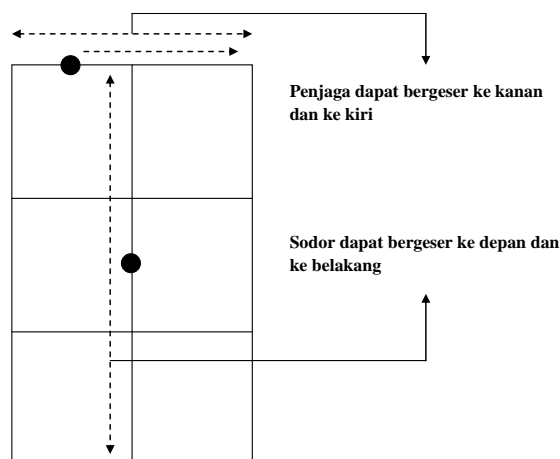 Penjaga dapat bergeser ke kanan
dan ke kiri
Sodor dapat bergeser ke depan dan
ke belakang